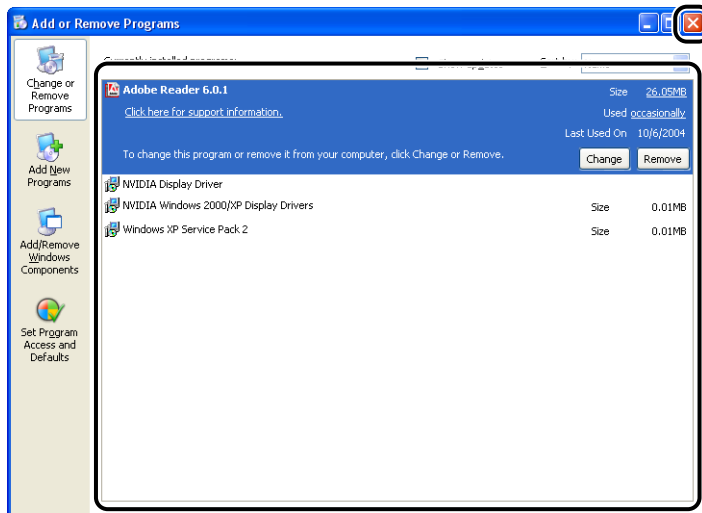 Add or Remove Programs
Change or
Remove
Programs
Add New
Programs
Add/Remove
Windows
Components
Set Program
Access and
Defaults
Adobe Reader 6.0.1
Size 26.05MB
Click here for support information.
Used occasionally
Last Used On 10/6/2004
To change this program or remove it from your computer, click Change or Remove.
Change Remove
NVIDIA Display Driver
NVIDIA Windows 2000/XP Display Drivers
Size 0.01MB
Windows XP Service Pack 2
Size 0.01MB